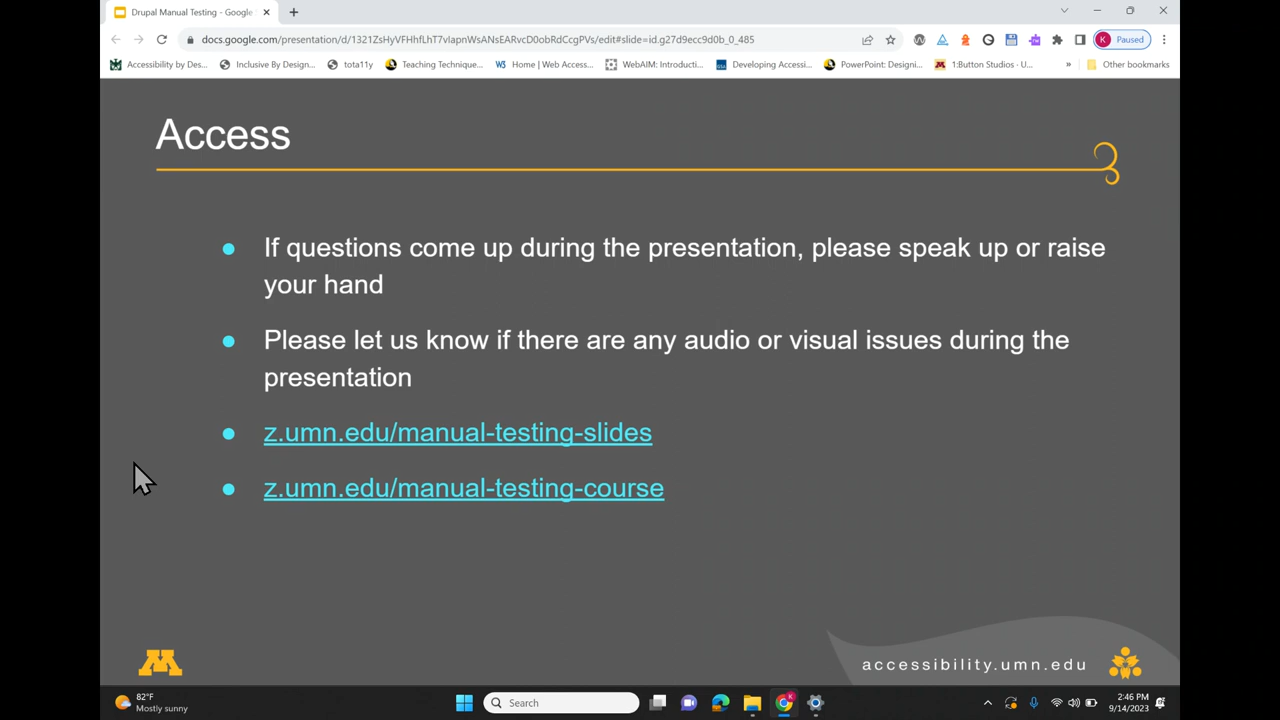 Drupal Manual Testing - Google
docs.google.com/presentation/d/1321ZsHyVFHhfLhT7vIapnWsANsEARvcD0obRdCcgPVs/edit#slide=id.g27d9ecc9d0b_0_485
K Paused
Accessibility by Des...
Inclusive By Design...
tota11y
Teaching Technique...
W3 Home | Web Access...
WebAIM: Introducti...
Developing Accessi...
PowerPoint: Designi...
1:Button Studios · U...
»
Other bookmarks
Access
If questions come up during the presentation, please speak up or raise
your hand
Please let us know if there are any audio or visual issues during the
presentation
z.umn.edu/manual-testing-slides
z.umn.edu/manual-testing-course
M
accessibility.umn.edu
82°F
Mostly sunny
Search
K
2:46 PM
9/14/2023